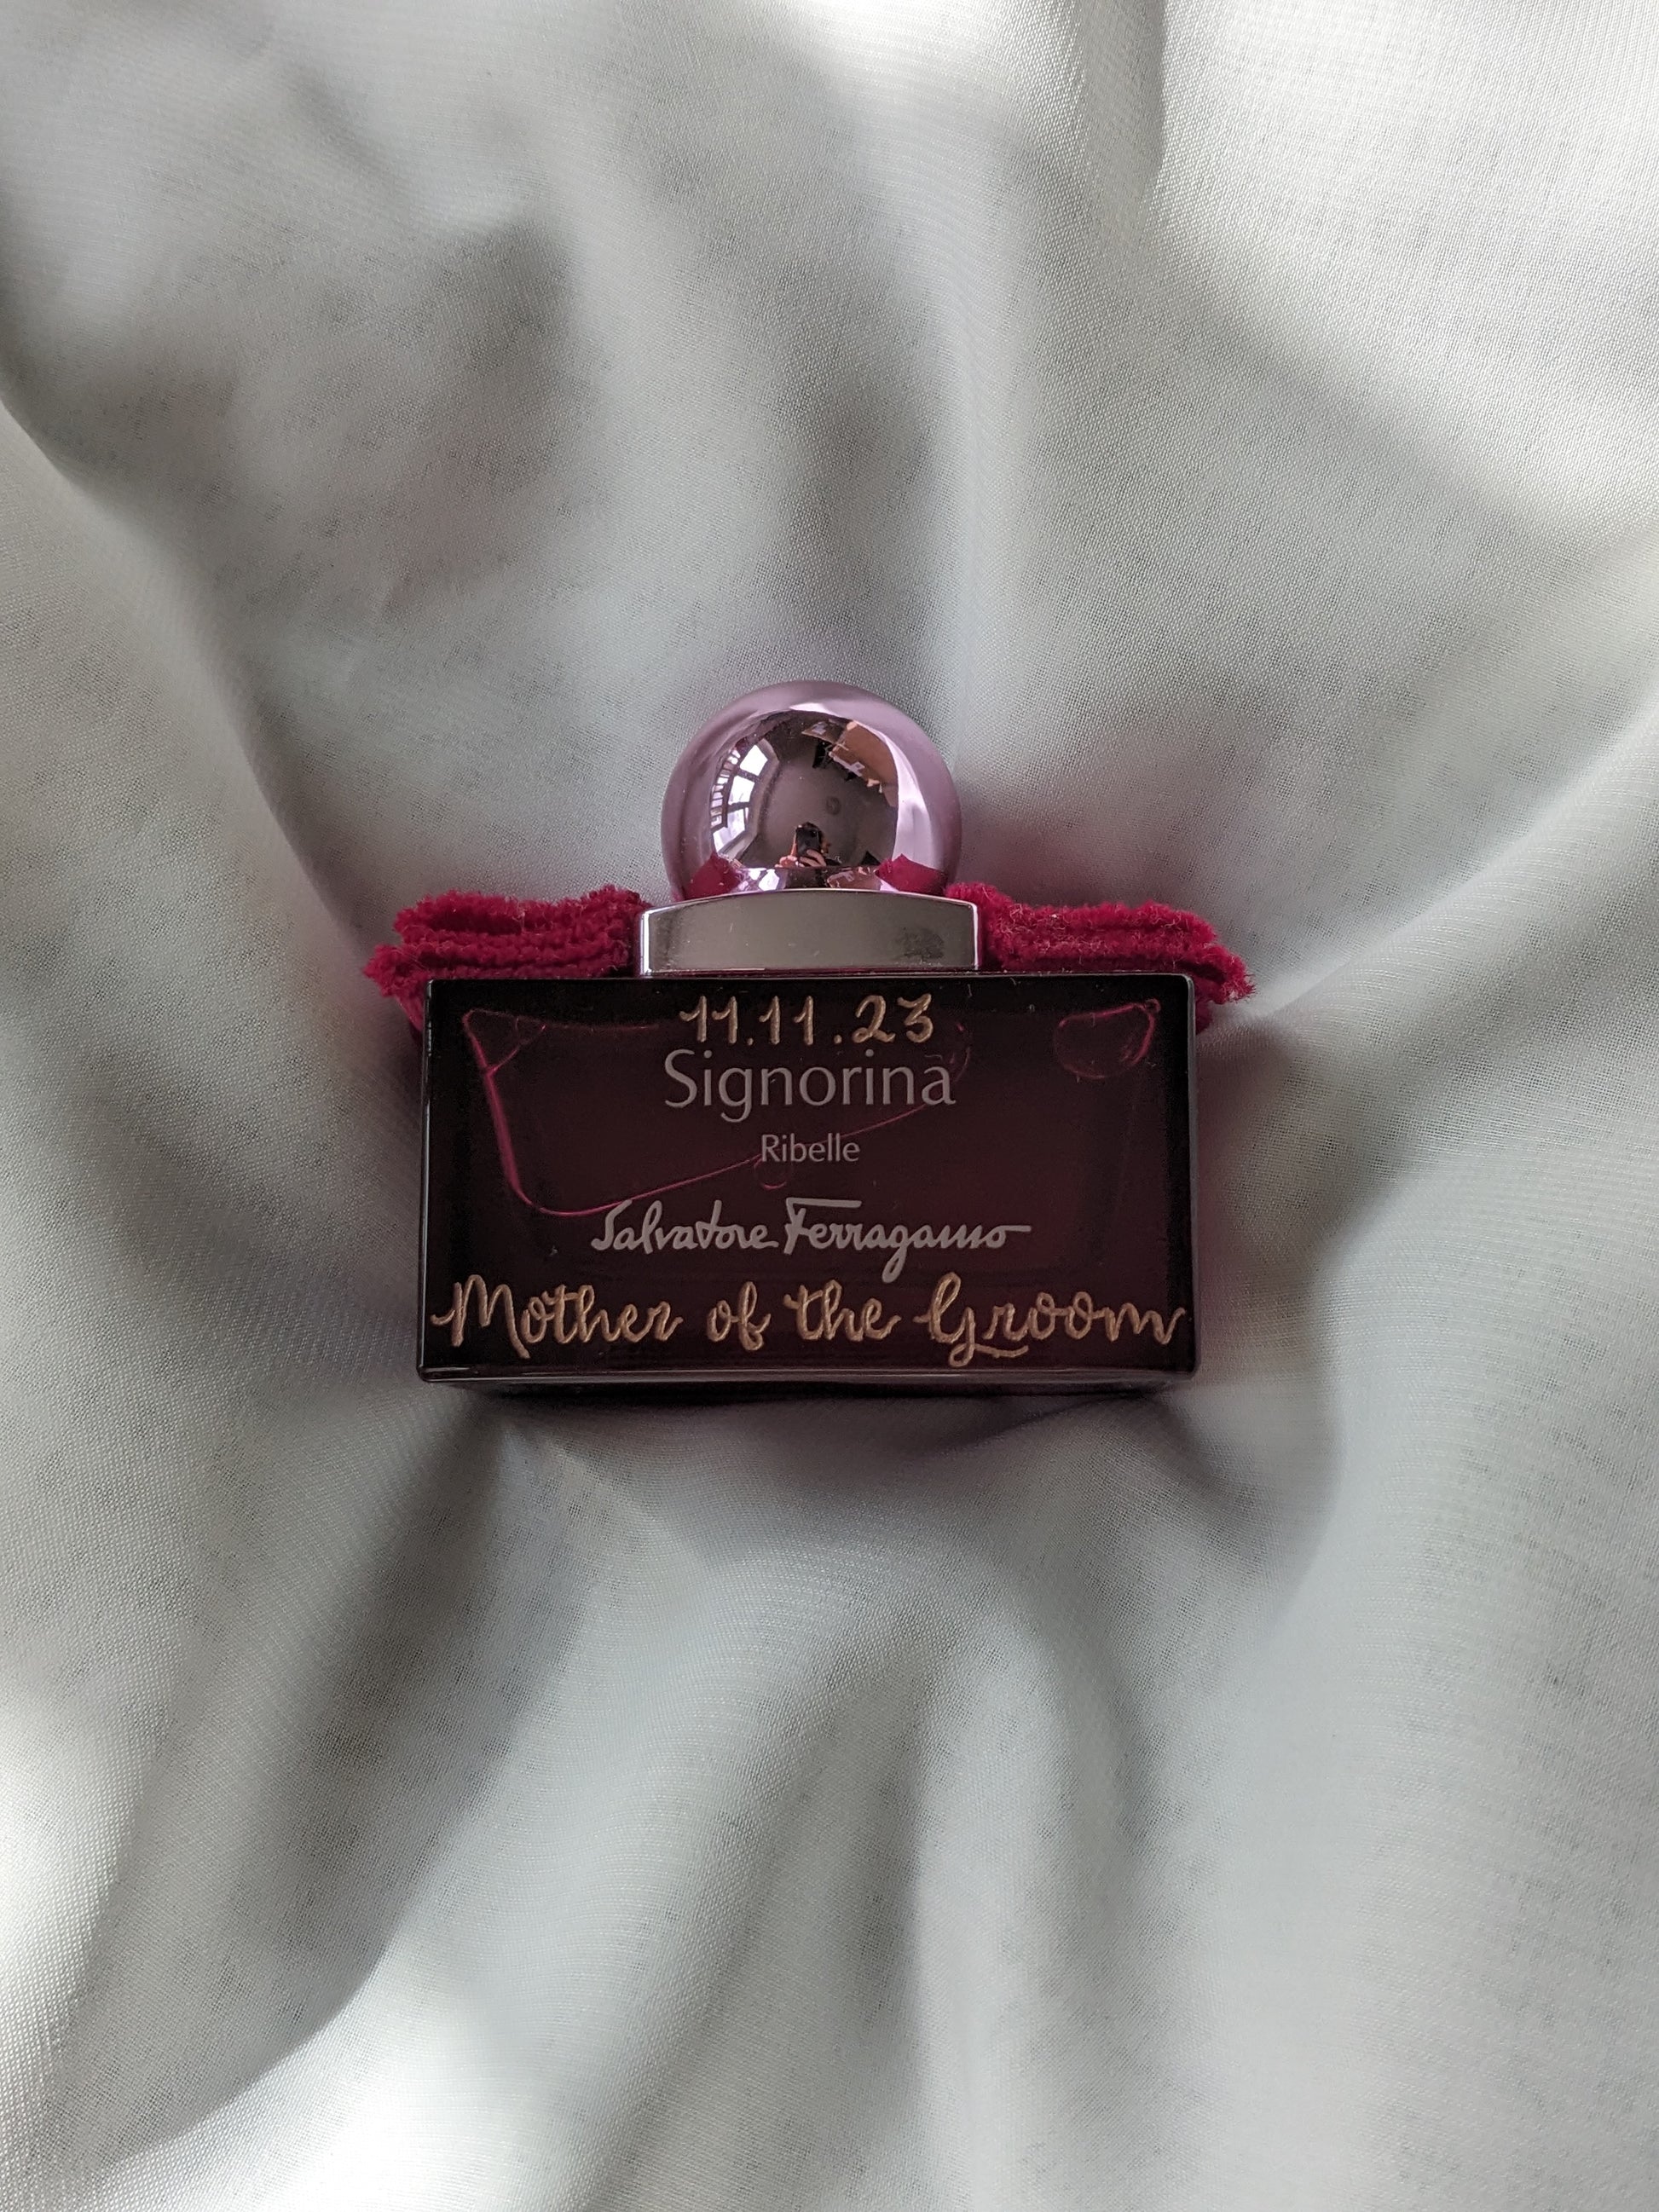 11.11.23
Signorina
Ribelle
Salvatore Ferragamo
Mother of the Groom